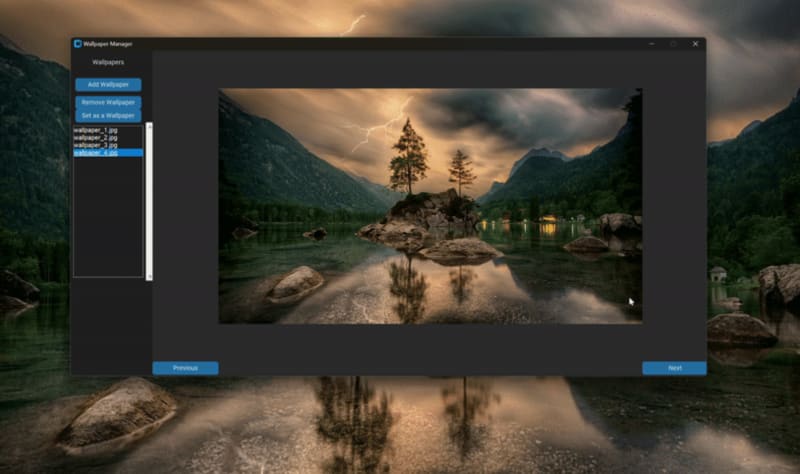 Wallpaper Manager
Wallpapers
Add Wallpaper
Remove Wallpaper
Set as a Wallpaper
wallpaper_1.jpg
wallpaper_2.jpg
wallpaper_3.jpg
wallpaper_4.jpg
Previous
Next